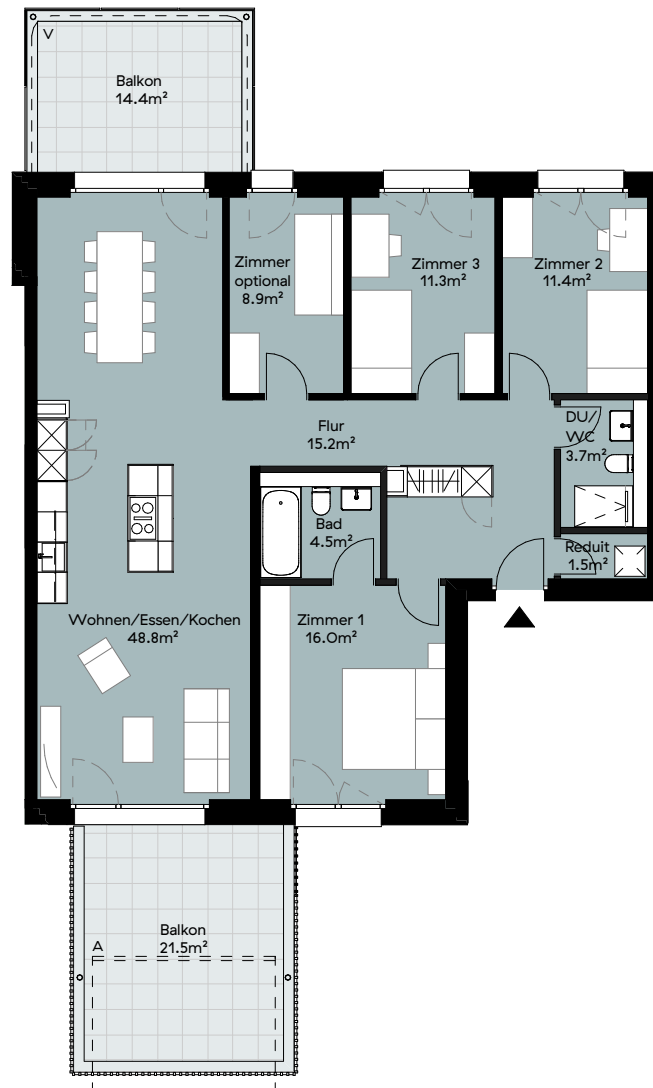 V
Balkon
14.4m²
Zimmer
optional
8.9m²
Zimmer 3
11.3m²
Zimmer 2
11.4m²
Flur
15.2m²
DU/
WC
3.7m²
Bad
4.5m²
Reduit
1.5m²
Wohnen/Essen/Kochen
48.8m²
Zimmer 1
16.0m²
Balkon
21.5m²
A